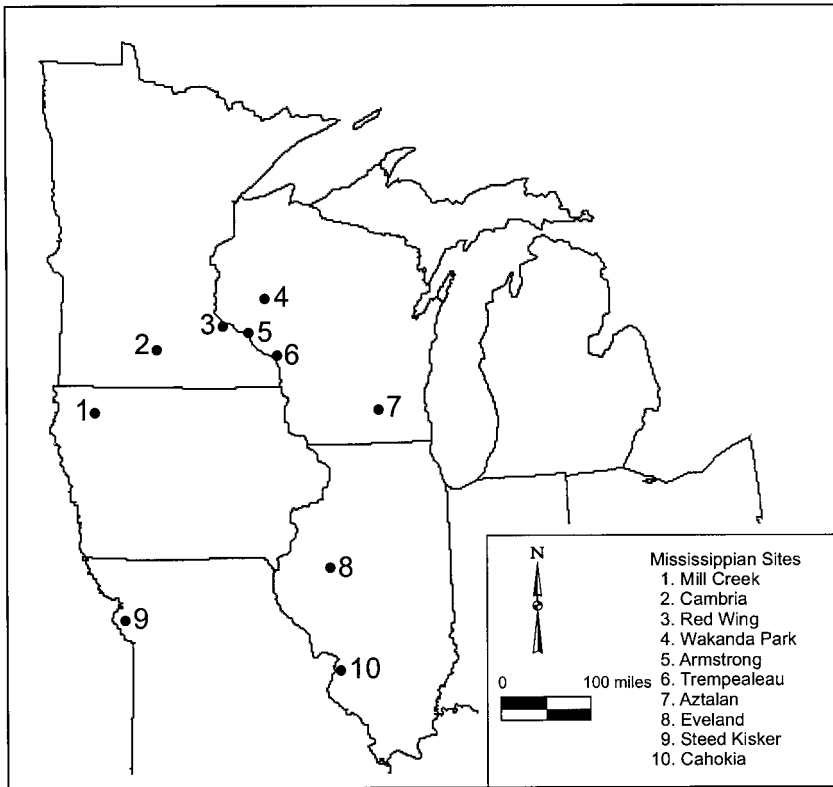 4
3
5
2
6
1
7
8
9
10
N
0 100 miles
Mississippian Sites
1. Mill Creek
2. Cambria
3. Red Wing
4. Wakanda Park
5. Armstrong
6. Trempealeau
7. Aztalan
8. Eveland
9. Steed Kisker
10. Cahokia